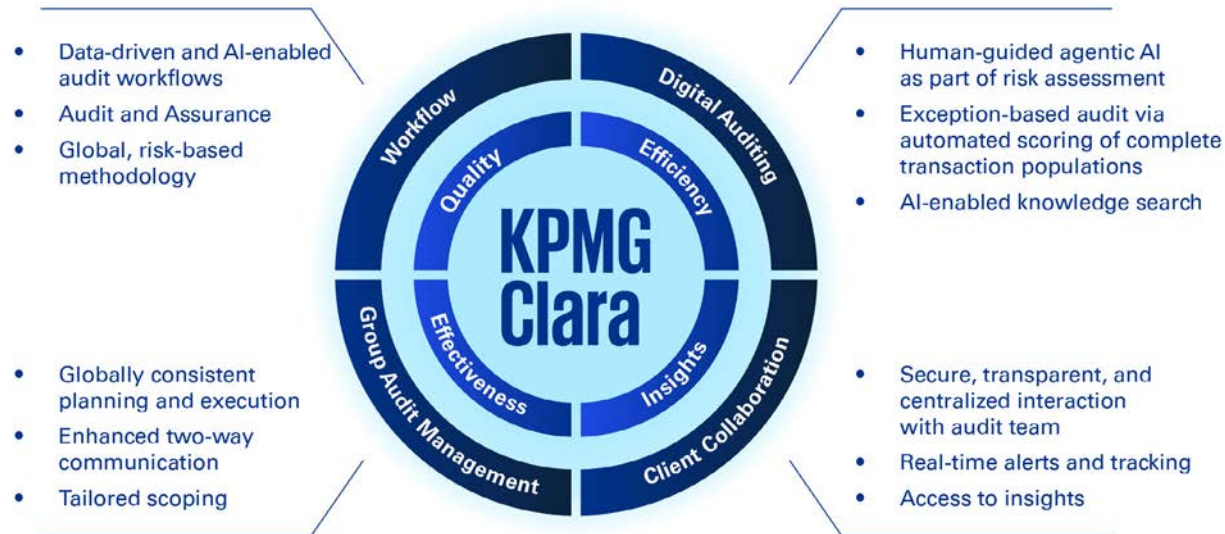 • Data-driven and AI-enabled
audit workflows
• Audit and Assurance
• Global, risk-based
methodology
Workflow
Digital Auditing
Quality
Efficiency
KPMG
Clara
Effectiveness
Insights
Group Audit Management
Client Collaboration
• Human-guided agentic AI
as part of risk assessment
• Exception-based audit via
automated scoring of complete
transaction populations
• AI-enabled knowledge search
• Globally consistent
planning and execution
• Enhanced two-way
communication
• Tailored scoping
• Secure, transparent, and
centralized interaction
with audit team
• Real-time alerts and tracking
• Access to insights